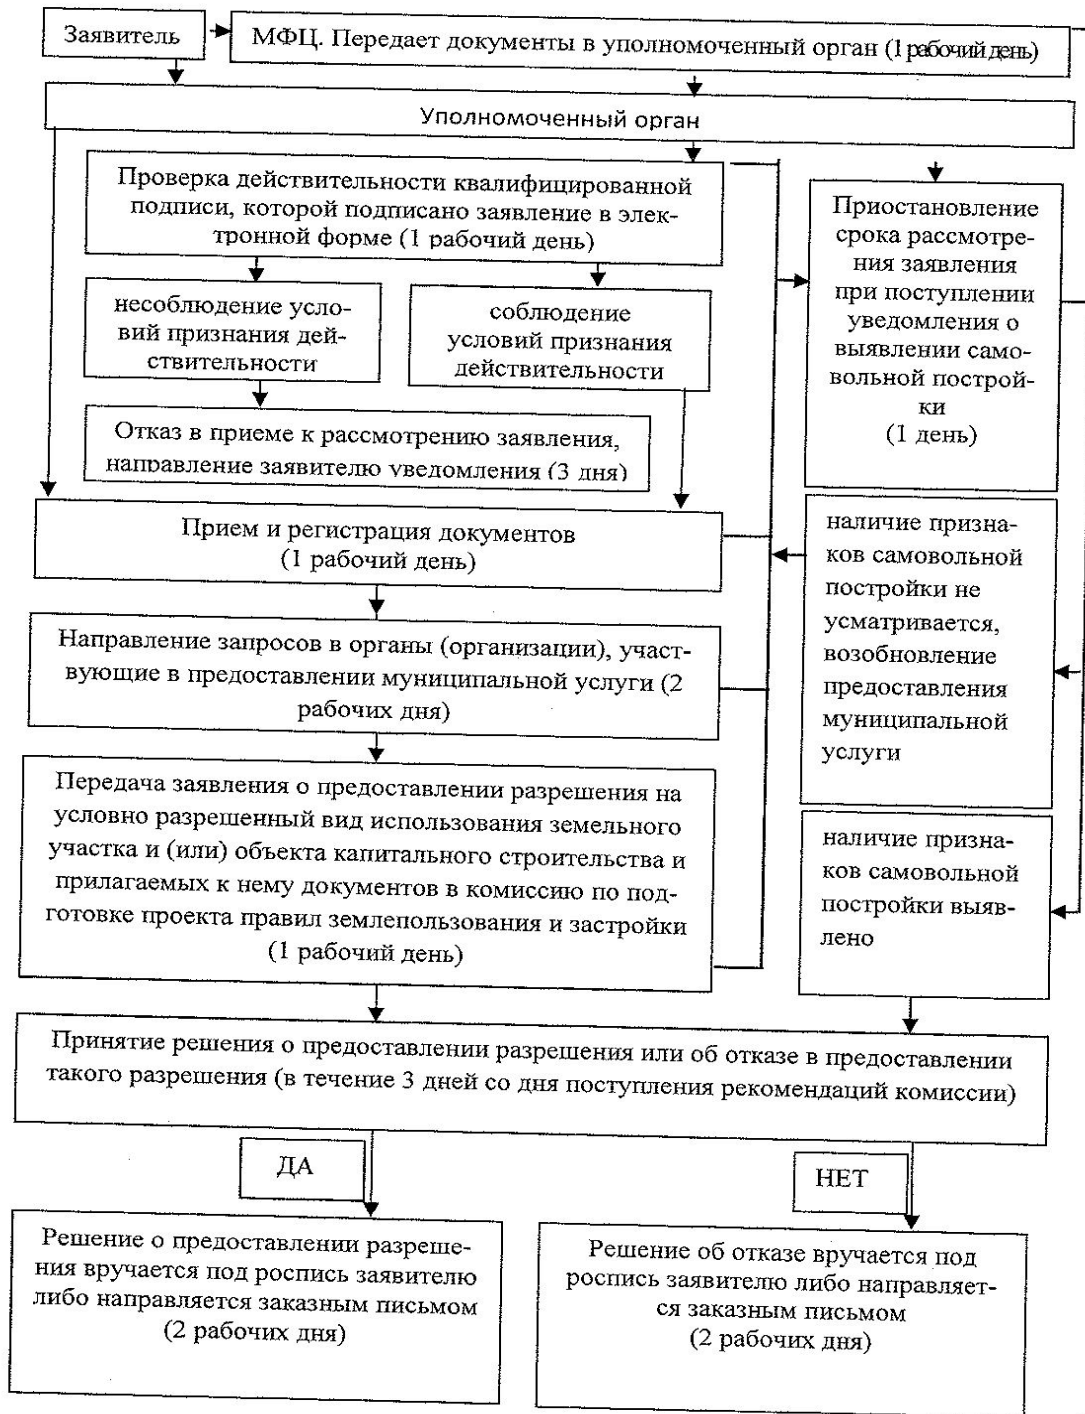 Заявитель
МФЦ. Передает документы в уполномоченный орган (1 рабочий день)
Уполномоченный орган
Проверка действительности квалифицированной
подписи, которой подписано заявление в элек-
тронной форме (1 рабочий день)
несоблюдение усло-
вий признания дей-
ствительности
соблюдение
условий признания
действительности
Отказ в приеме к рассмотрению заявления,
направление заявителю уведомления (3 дня)
Прием и регистрация документов
(1 рабочий день)
Направление запросов в органы (организации), участ-
вующие в предоставлении муниципальной услуги (2
рабочих дня)
Передача заявления о предоставлении разрешения на
условно разрешенный вид использования земельного
участка и (или) объекта капитального строительства и
прилагаемых к нему документов в комиссию по под-
готовке проекта правил землепользования и застройки
(1 рабочий день)
Приостановление
срока рассмотре-
ния заявления
при поступлении
уведомления о
выявлении само-
вольной построй-
ки
(1 день)
наличие призна-
ков самовольной
постройки не
усматривается,
возобновление
предоставления
муниципальной
услуги
наличие призна-
ков самовольной
постройки выяв-
лено
Принятие решения о предоставлении разрешения или об отказе в предоставлении
такого разрешения (в течение 3 дней со дня поступления рекомендаций комиссии)
ДА
НЕТ
Решение о предоставлении разреше-
ния вручается под роспись заявителю
либо направляется заказным письмом
(2 рабочих дня)
Решение об отказе вручается под
роспись заявителю либо направляет-
ся заказным письмом
(2 рабочих дня)